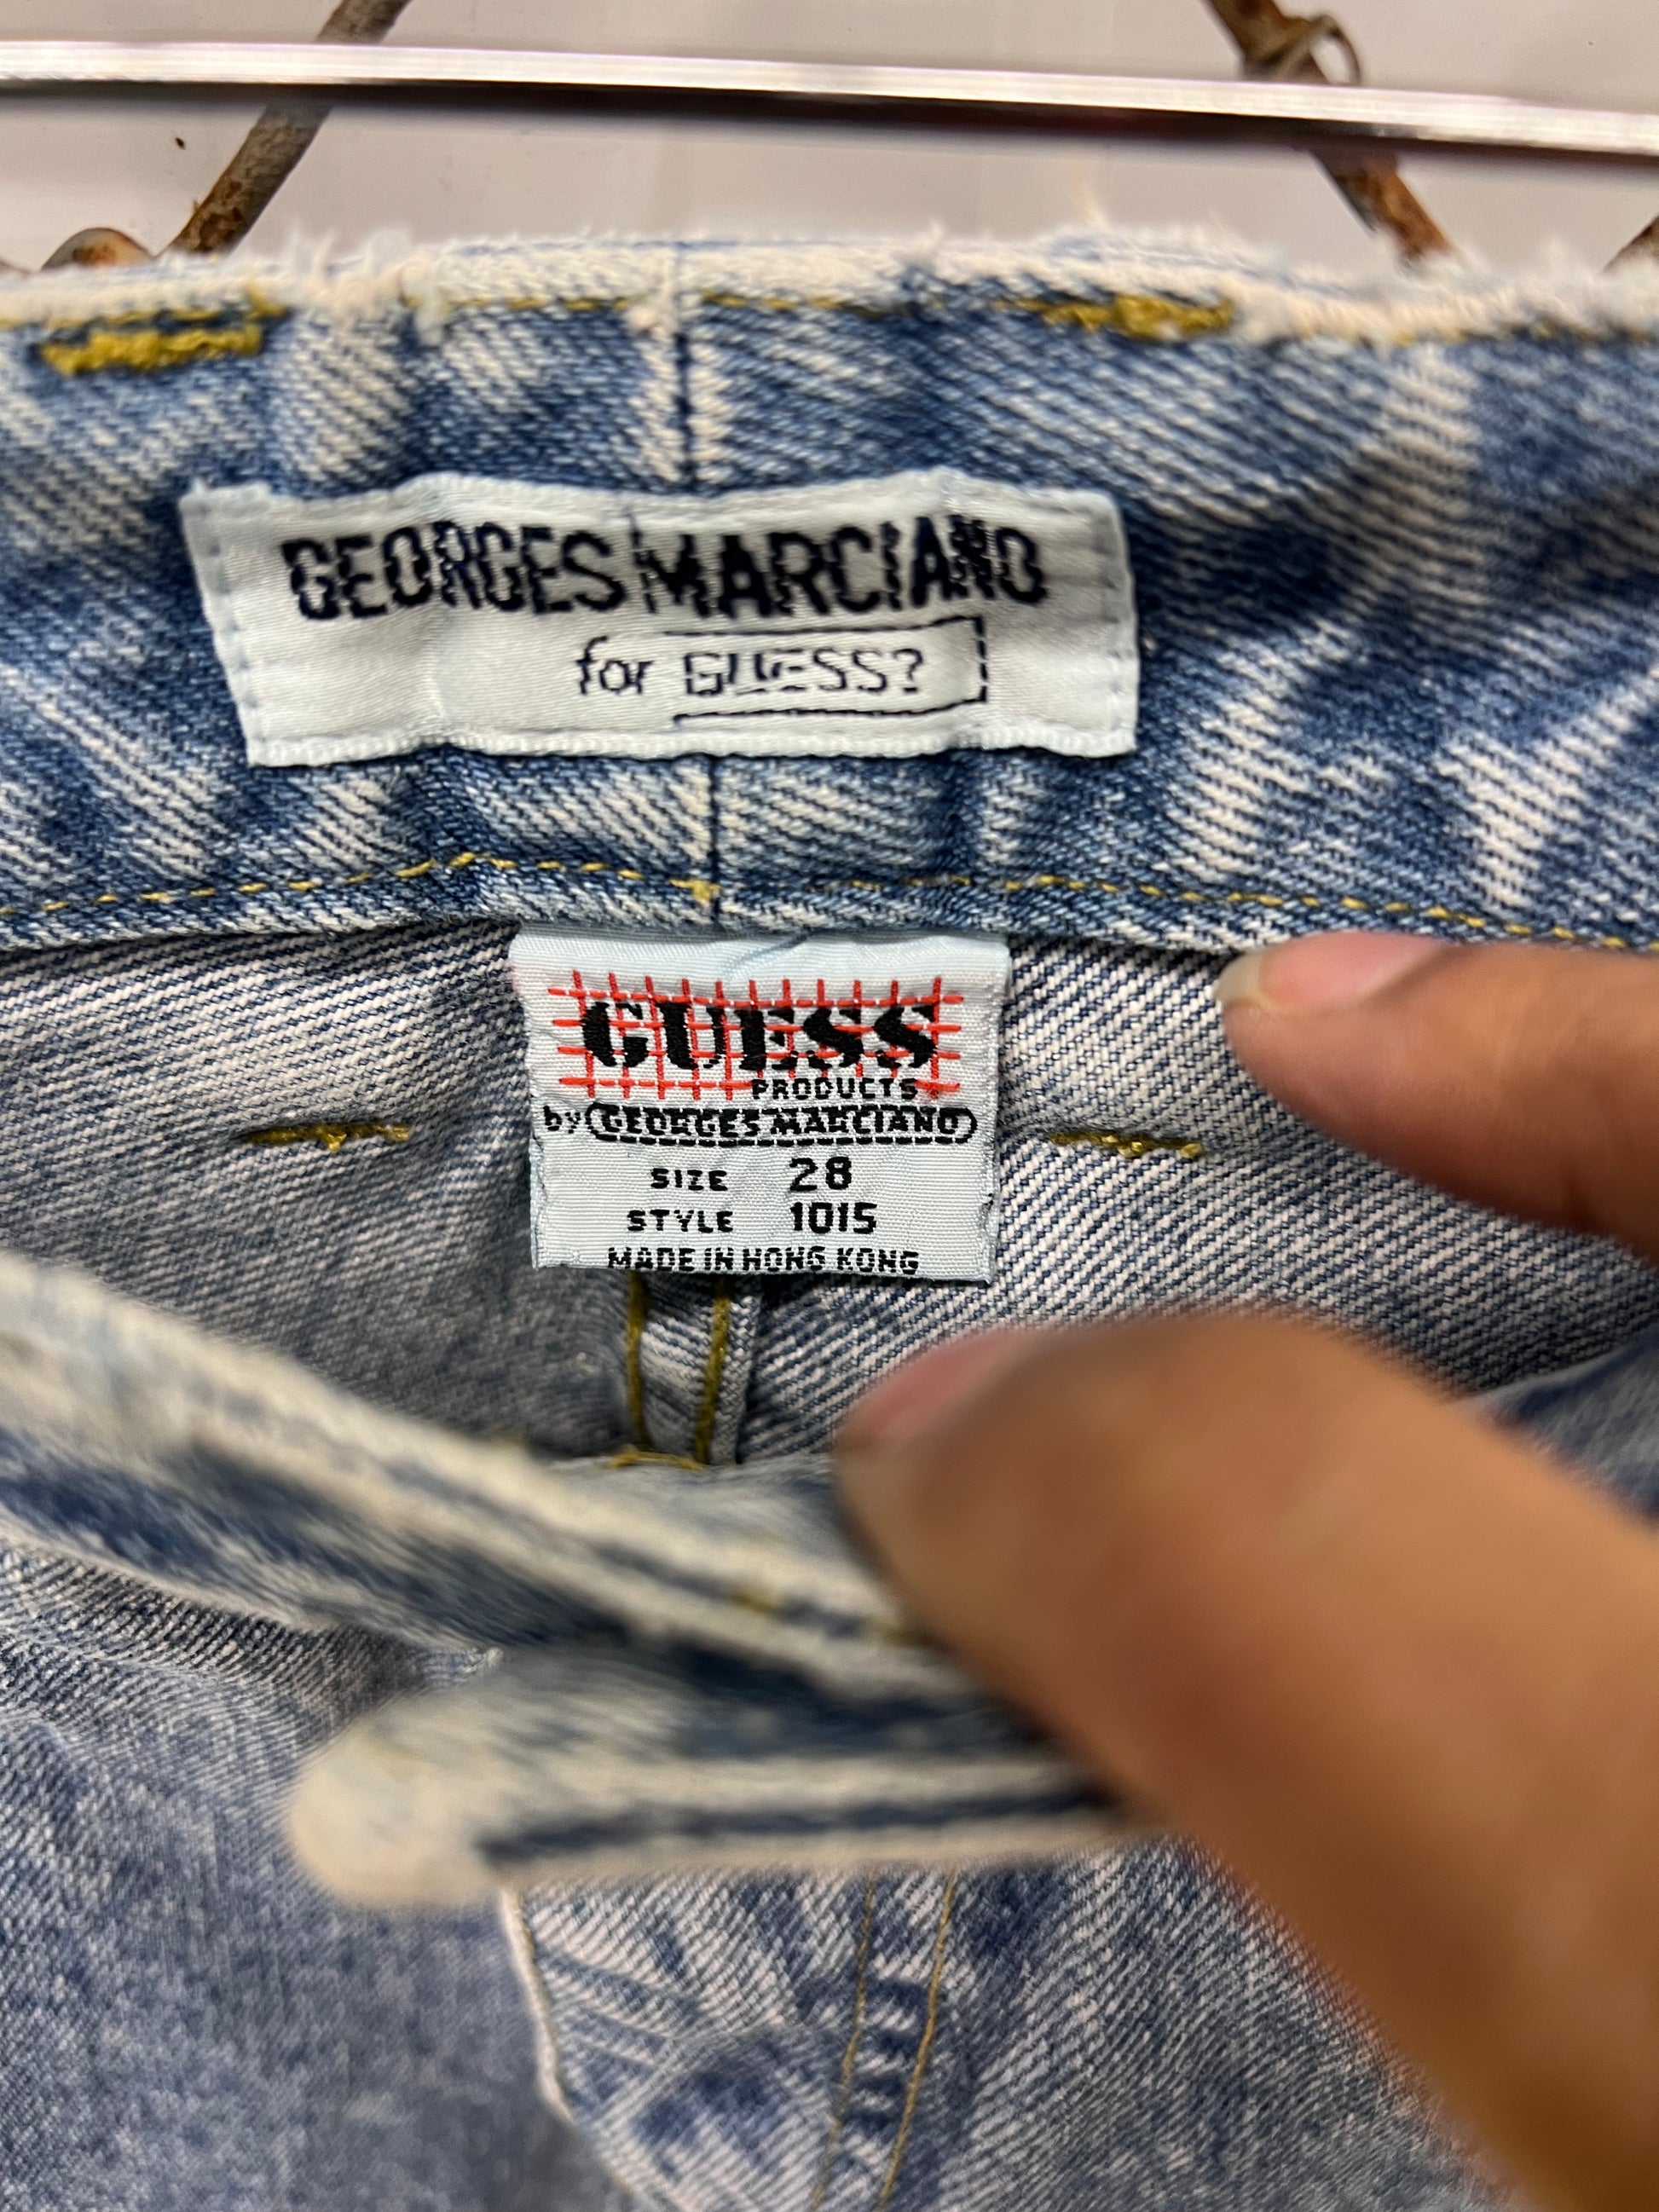 GEORGES MARCIANO
for GUESS?
GUESS
PRODUCTS
by GEORGES MARCIANO
SIZE 28
STYLE 1015
MADE IN HONG KONG